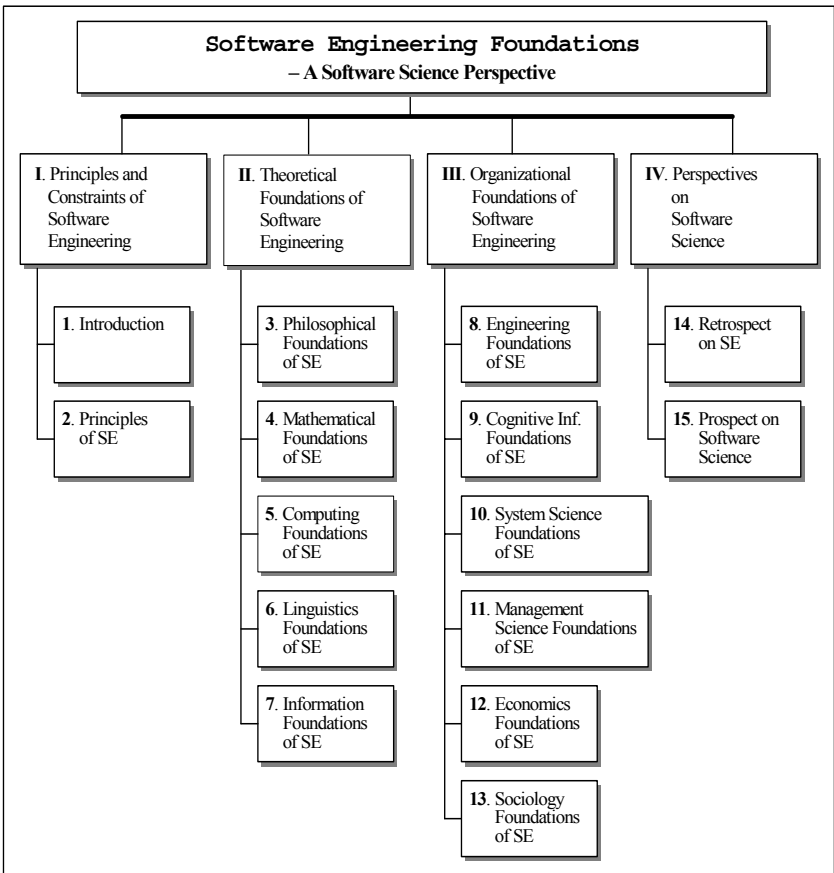 Software Engineering Foundations
– A Software Science Perspective
I. Principles and
Constraints of
Software
Engineering
1. Introduction
2. Principles
of SE
II. Theoretical
Foundations of
Software
Engineering
3. Philosophical
Foundations
of SE
4. Mathematical
Foundations
of SE
5. Computing
Foundations
of SE
6. Linguistics
Foundations
of SE
7. Information
Foundations
of SE
III. Organizational
Foundations of
Software
Engineering
8. Engineering
Foundations
of SE
9. Cognitive Inf.
Foundations
of SE
10. System Science
Foundations
of SE
11. Management
Science Foundations
of SE
12. Economics
Foundations
of SE
13. Sociology
Foundations
of SE
IV. Perspectives
on
Software
Science
14. Retrospect
on SE
15. Prospect on
Software
Science